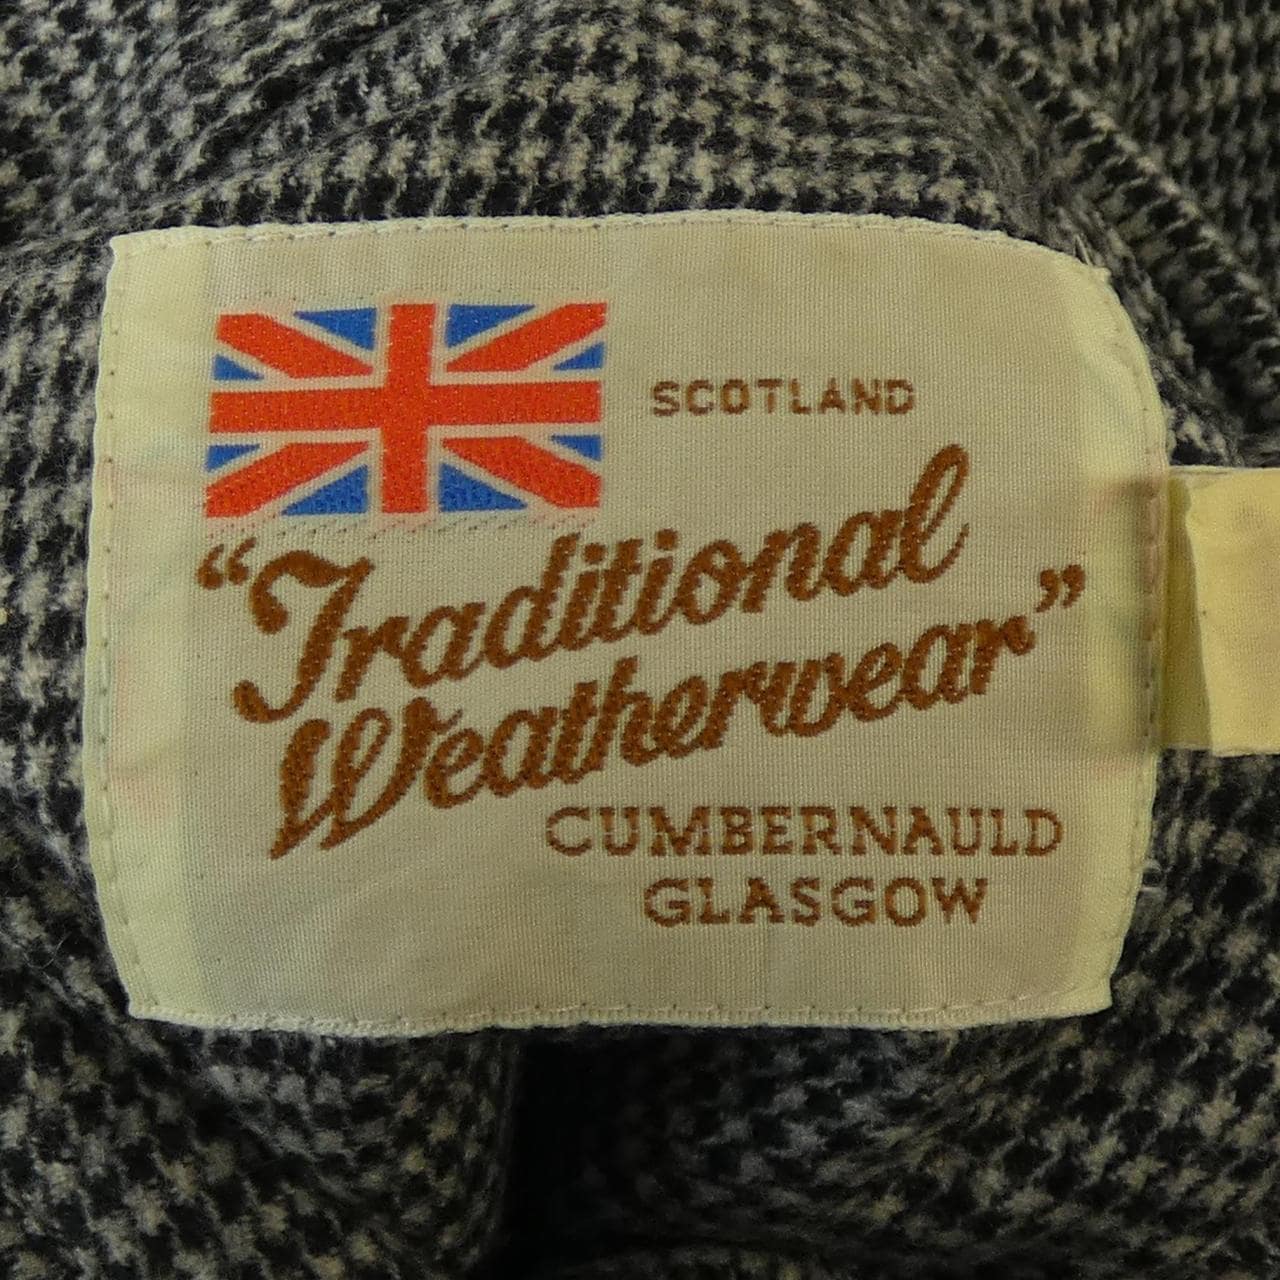 SCOTLAND
“Traditional
Weatherwear”
CUMBERNAULD
GLASGOW